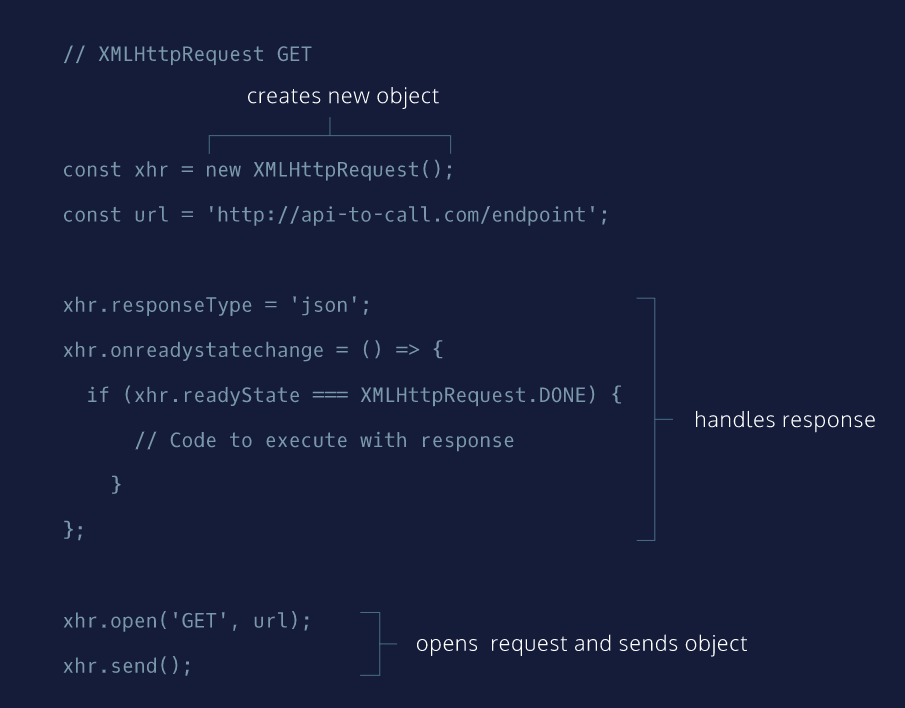 // XMLHttpRequest GET
creates new object
const xhr = new XMLHttpRequest();
const url = 'http://api-to-call.com/endpoint';
xhr.responseType = 'json';
xhr.onreadystatechange = () => {
if (xhr.readyState === XMLHttpRequest.DONE) {
handles response
// Code to execute with response
}
};
xhr.open('GET', url);
opens request and sends object
xhr.send();